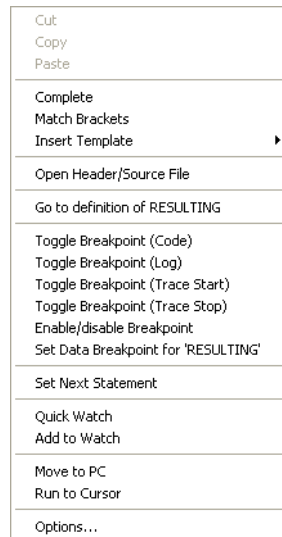 Cut
Copy
Paste
Complete
Match Brackets
Insert Template
Open Header/Source File
Go to definition of RESULTING
Toggle Breakpoint (Code)
Toggle Breakpoint (Log)
Toggle Breakpoint (Trace Start)
Toggle Breakpoint (Trace Stop)
Enable/disable Breakpoint
Set Data Breakpoint for 'RESULTING'
Set Next Statement
Quick Watch
Add to Watch
Move to PC
Run to Cursor
Options...